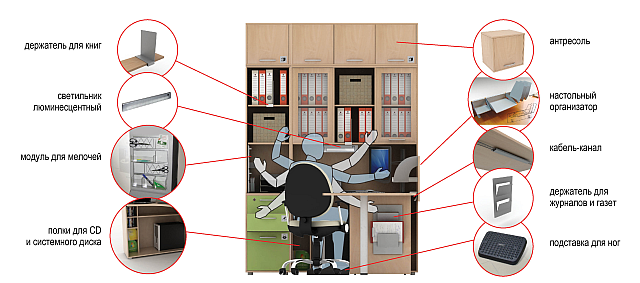 держатель для книг
светильник
люминесцентный
модуль для мелочей
полки для CD
и системного диска
антресоль
настольный
органайзер
кабель-канал
держатель для
журналов и газет
подставка для ног